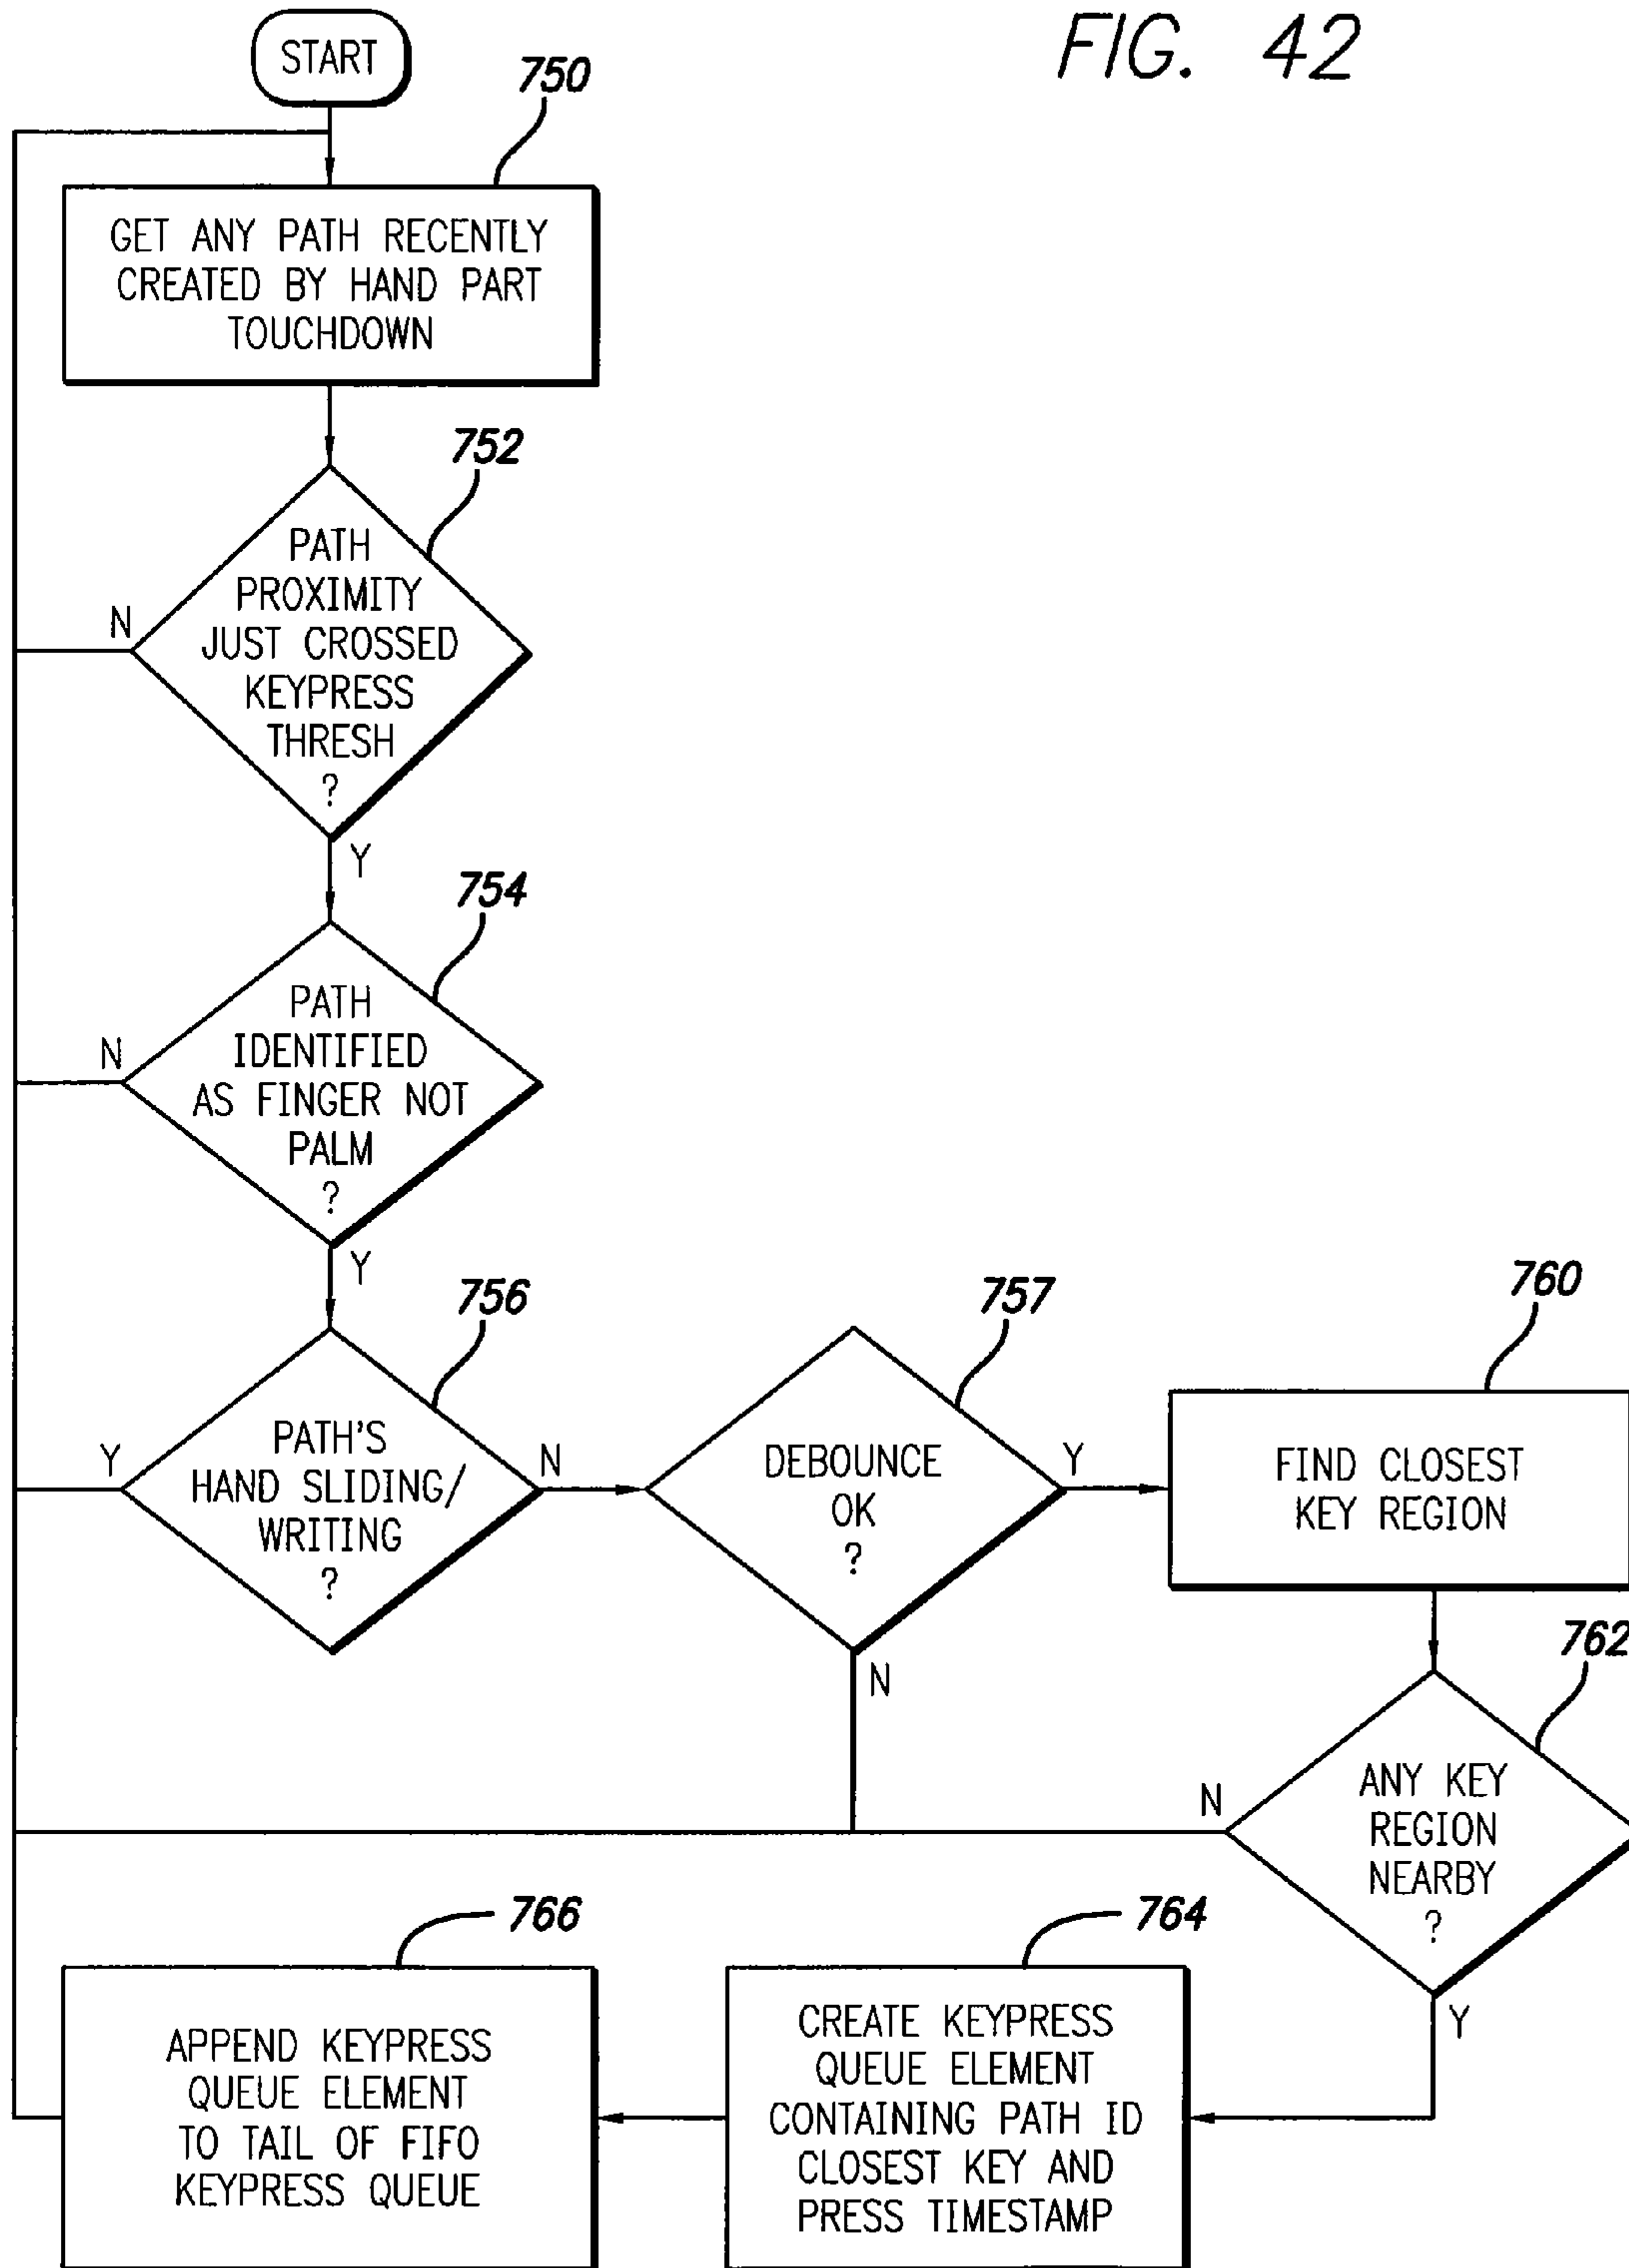 FIG. 42
START
750
GET ANY PATH RECENTLY
CREATED BY HAND PART
TOUCHDOWN
752
PATH
PROXIMITY
JUST CROSSED
KEYPRESS
THRESH
?
N
Y
754
PATH
IDENTIFIED
AS FINGER NOT
PALM
?
N
Y
756
PATH'S
HAND SLIDING/
WRITING
?
Y
N
757
DEBOUNCE
OK
?
Y
N
760
FIND CLOSEST
KEY REGION
762
ANY KEY
REGION
NEARBY
?
N
Y
764
CREATE KEYPRESS
QUEUE ELEMENT
CONTAINING PATH ID
CLOSEST KEY AND
PRESS TIMESTAMP
766
APPEND KEYPRESS
QUEUE ELEMENT
TO TAIL OF FIFO
KEYPRESS QUEUE